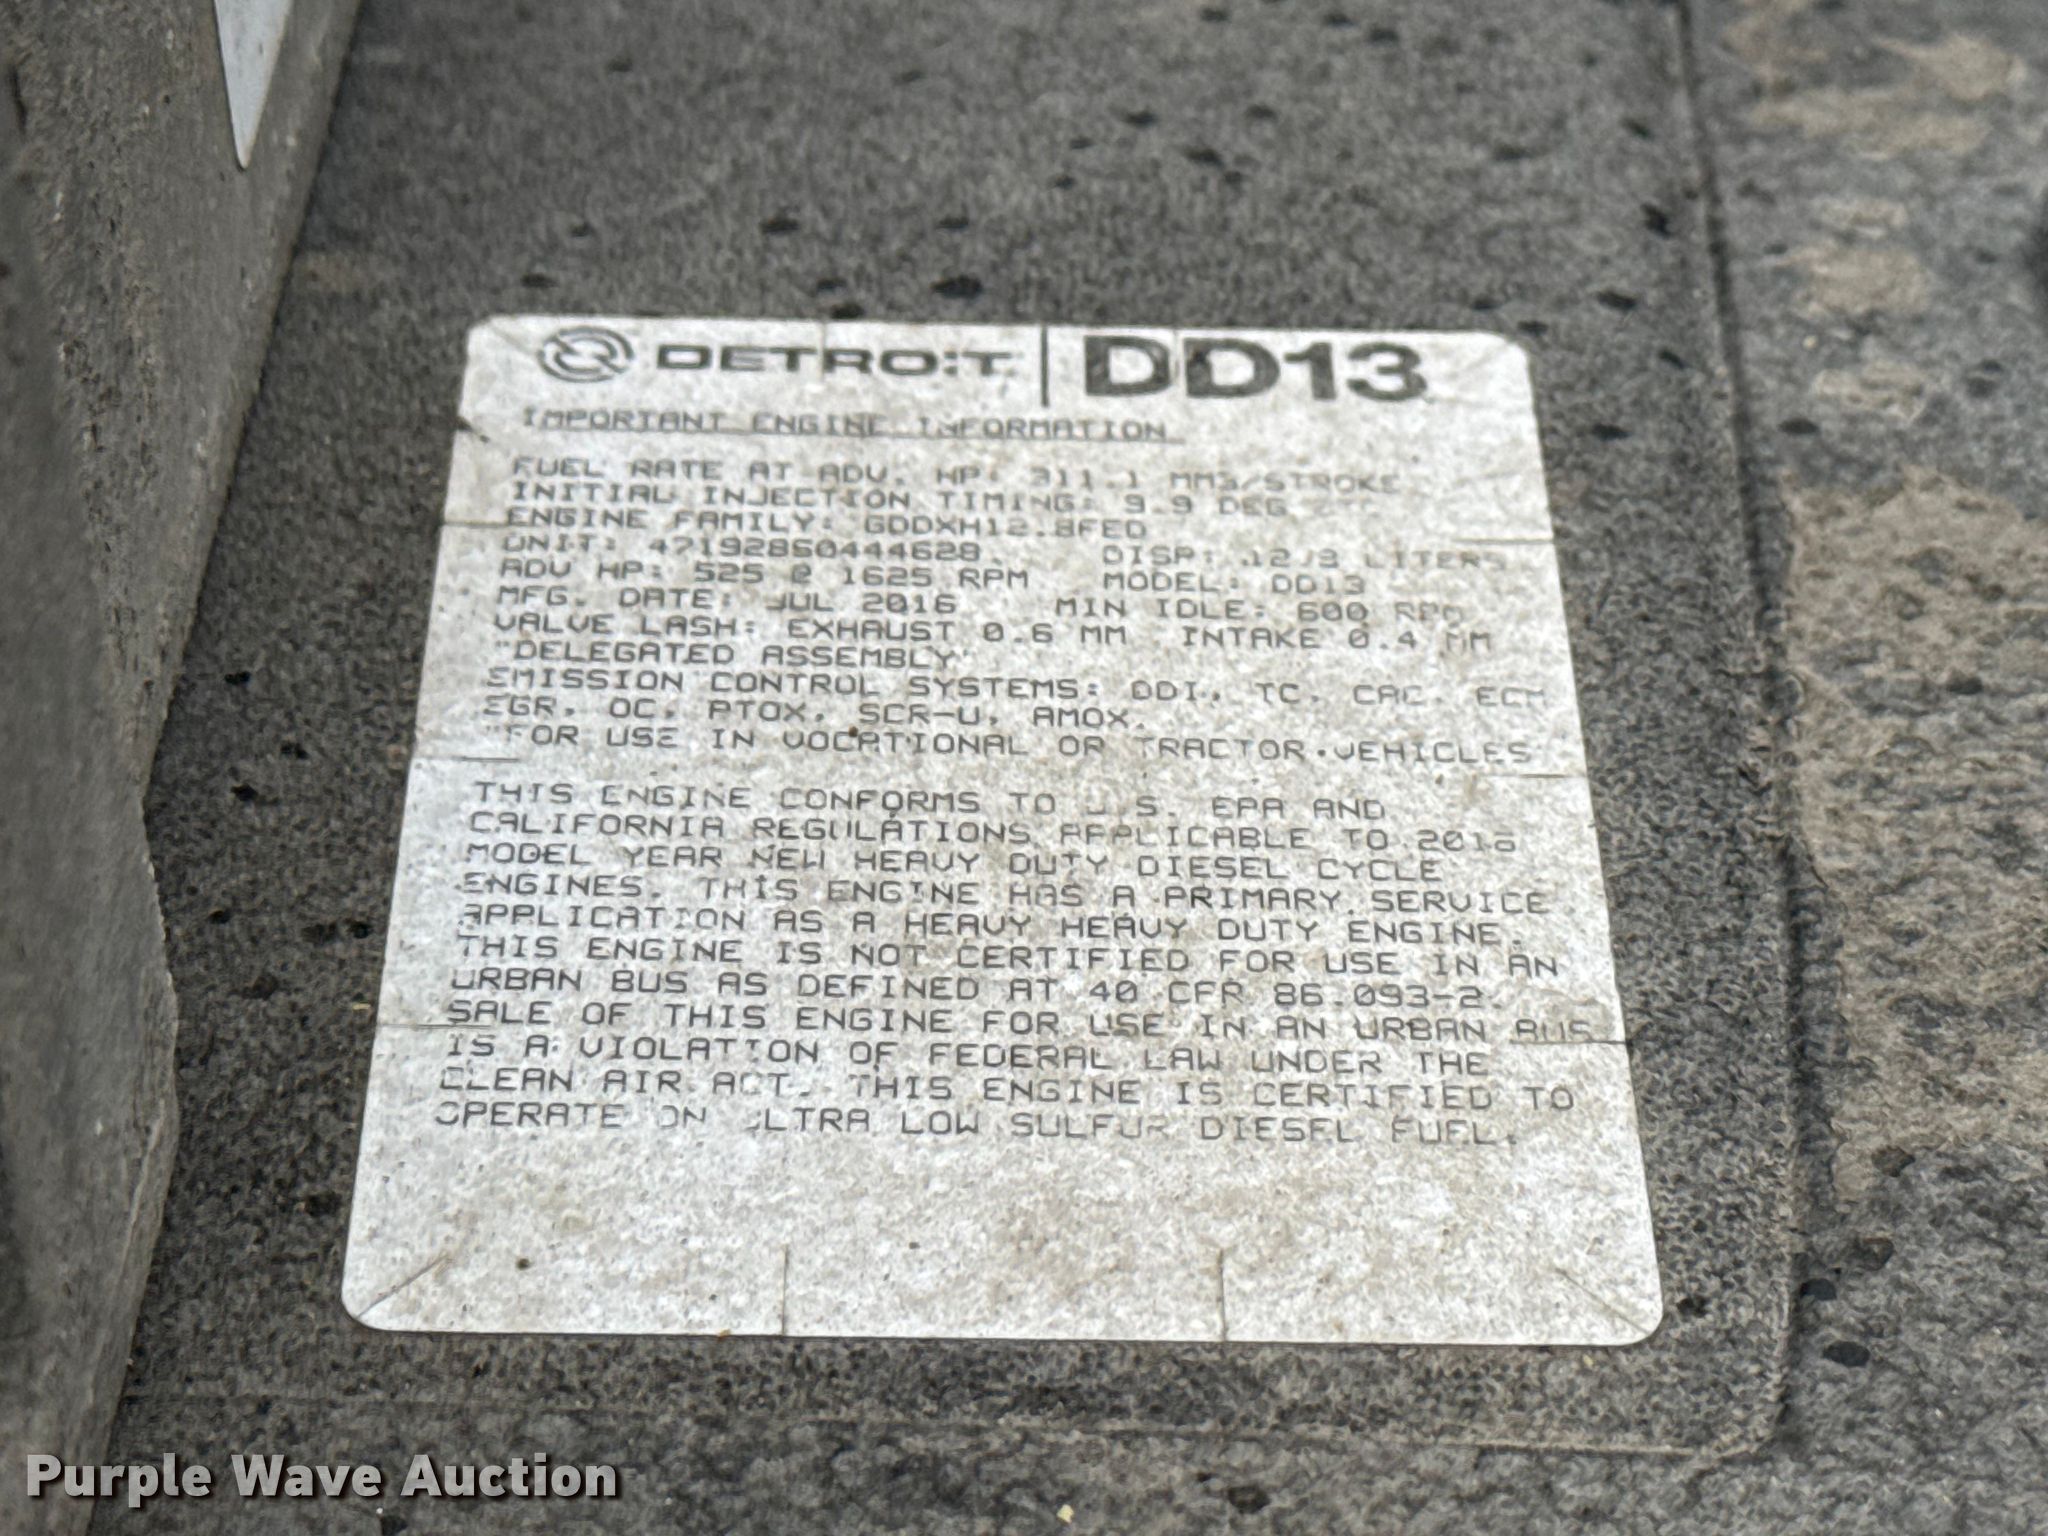 DETROIT. | DD13
IMPORTANT ENGINE INFORMATION
FUEL RATE AT ADV. HP: 311.1 MM3/STROKE
INITIAL INJECTION TIMING: 9.9 DEG
ENGINE FAMILY: GDDXH12.8FED
UNIT: 471928S0444628 DISP: 12.8 LITERS
ADV HP: 525 @ 1625 RPM MODEL: DD13
MFG. DATE: JUL 2016 MIN IDLE: 600 RPM
VALVE LASH: EXHAUST 0.6 MM INTAKE 0.4 MM
"DELEGATED ASSEMBLY"
EMISSION CONTROL SYSTEMS: DDI, TC, CAC, ECM
EGR, OC, PTOX, SCR-U, AMOX.
"FOR USE IN VOCATIONAL OR TRACTOR VEHICLES"
THIS ENGINE CONFORMS TO U.S. EPA AND
CALIFORNIA REGULATIONS APPLICABLE TO 2016
MODEL YEAR NEW HEAVY DUTY DIESEL CYCLE
ENGINES. THIS ENGINE HAS A PRIMARY SERVICE
APPLICATION AS A HEAVY HEAVY DUTY ENGINE.
THIS ENGINE IS NOT CERTIFIED FOR USE IN AN
URBAN BUS AS DEFINED AT 40 CFR 86.093-2.
SALE OF THIS ENGINE FOR USE IN AN URBAN BUS
IS A VIOLATION OF FEDERAL LAW UNDER THE
CLEAN AIR ACT. THIS ENGINE IS CERTIFIED TO
OPERATE ON ULTRA LOW SULFUR DIESEL FUEL.
Purple Wave Auction